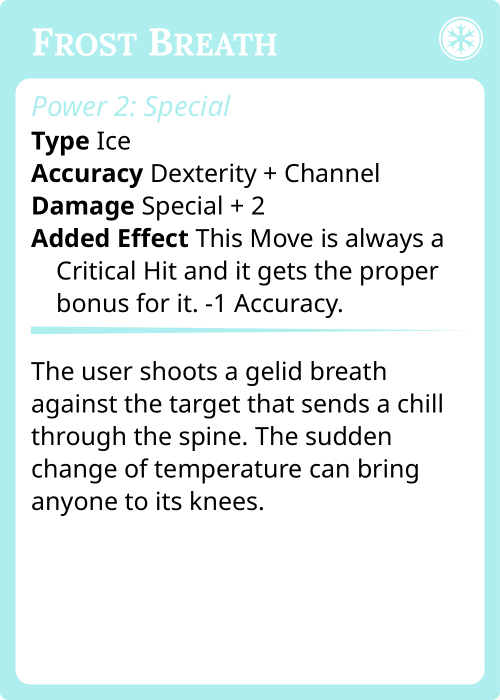 FROST BREATH
Power 2: Special
Type Ice
Accuracy Dexterity + Channel
Damage Special + 2
Added Effect This Move is always a
Critical Hit and it gets the proper
bonus for it. -1 Accuracy.
The user shoots a gelid breath
against the target that sends a chill
through the spine. The sudden
change of temperature can bring
anyone to its knees.